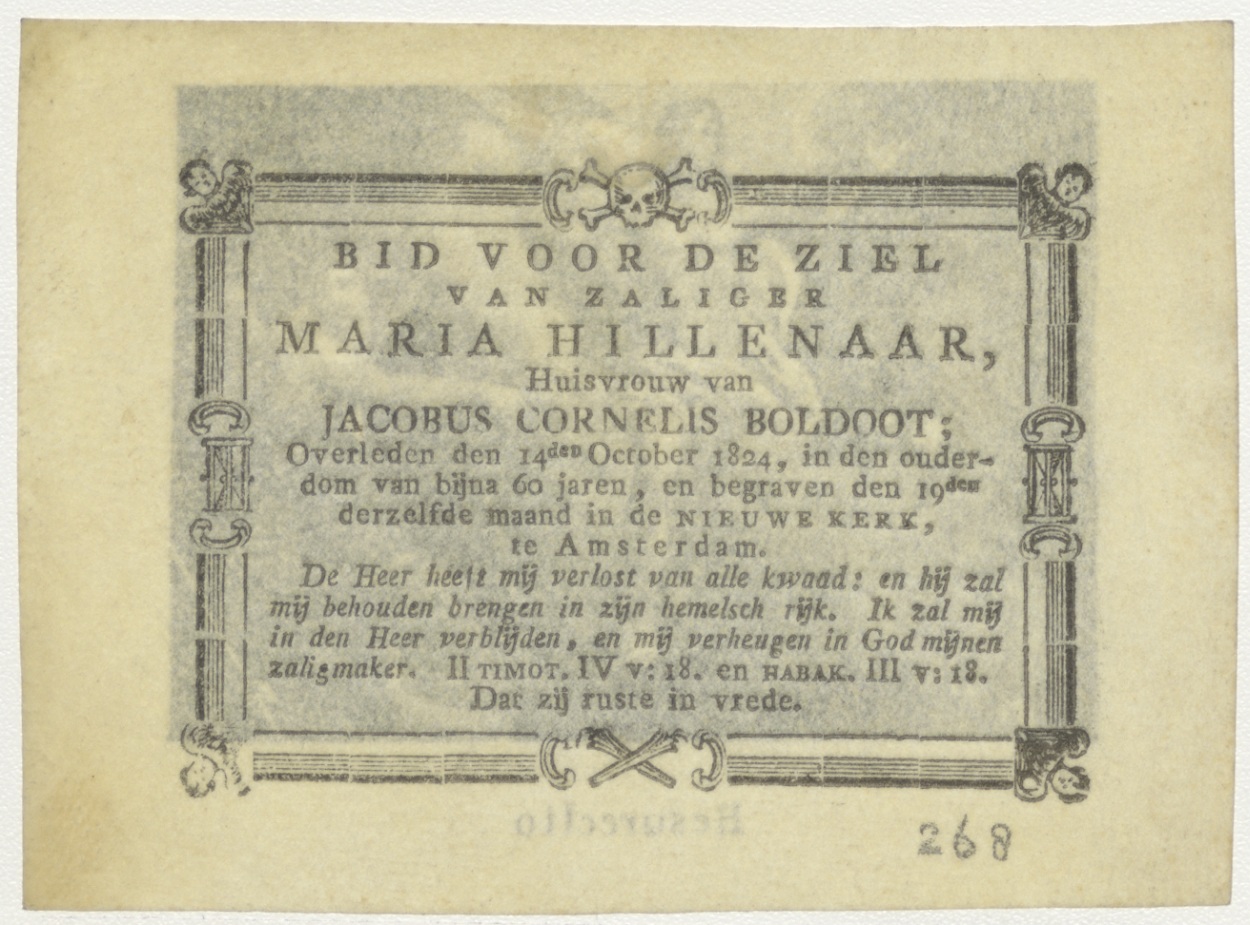 BID VOOR DE ZIEL
VAN ZALIGER
MARIA HILLENAAR,
Huisvrouw van
JACOBUS CORNELIS BOLDOOT;
Overleden den 14den October 1824, in den ouder-
dom van bijna 60 jaren, en begraven den 19den
derzelfde maand in de NIEUWE KERK,
te Amsterdam.
De Heer heeft mij verlost van alle kwaad: en hij zal
mij behouden brengen in zijn hemelsch rijk. Ik zal mij
in den Heer verblijden, en mij verheugen in God mijnen
zaligmaker. II TIMOT. IV v: 18. en HABAK. III v: 18.
Dat zij ruste in vrede.
Resurectio
268